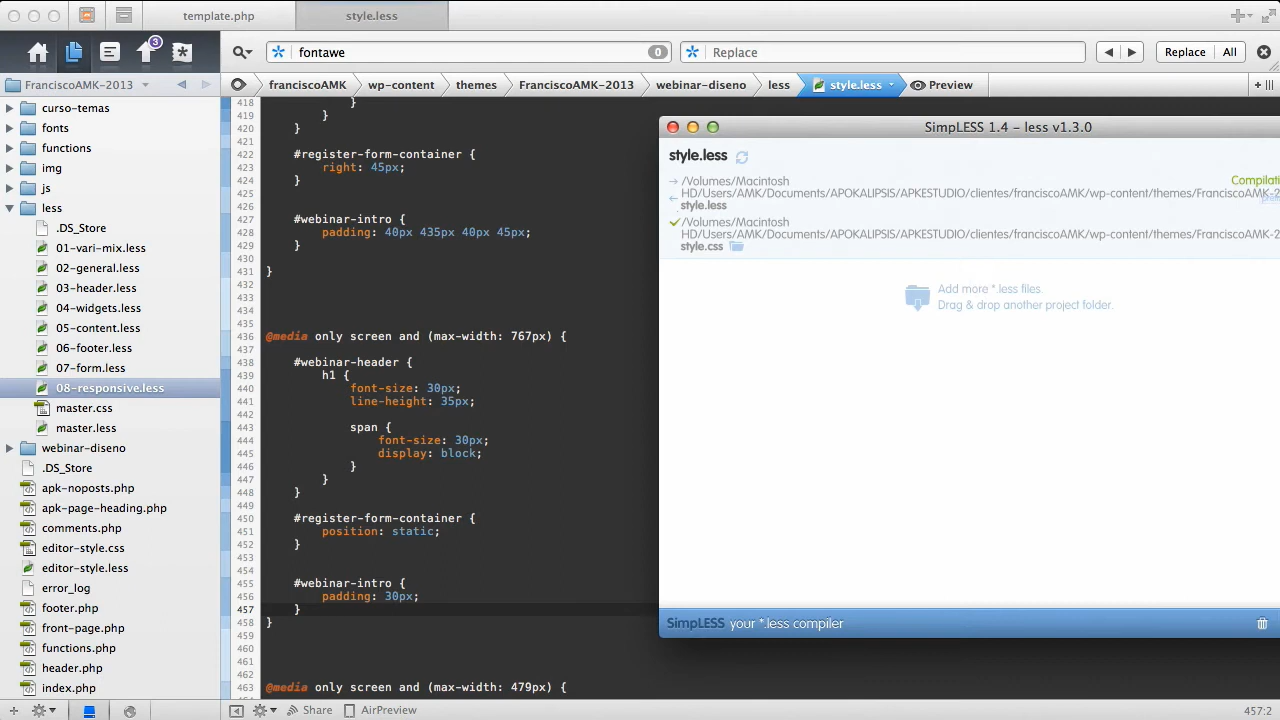 template.php
style.less
3
fontawe
0
Replace
Replace
All
FranciscoAMK-2013
franciscoAMK
wp-content
themes
FranciscoAMK-2013
webinar-diseno
less
style.less
Preview
curso-temas
fonts
functions
img
js
less
.DS_Store
01-vari-mix.less
02-general.less
03-header.less
04-widgets.less
05-content.less
06-footer.less
07-form.less
08-responsive.less
master.css
master.less
webinar-diseno
.DS_Store
apk-noposts.php
apk-page-heading.php
comments.php
editor-style.css
editor-style.less
error_log
footer.php
front-page.php
functions.php
header.php
index.php
418 }
419 }
420 }
421
422 #register-form-container {
423 right: 45px;
424 }
425
426
427 #webinar-intro {
428 padding: 40px 435px 40px 45px;
429 }
430
431 }
432
433
434
435
436 @media only screen and (max-width: 767px) {
437
438 #webinar-header {
439 h1 {
440 font-size: 30px;
441 line-height: 35px;
442
443 span {
444 font-size: 30px;
445 display: block;
446 }
447 }
448 }
449
450 #register-form-container {
451 position: static;
452 }
453
454
455 #webinar-intro {
456 padding: 30px;
457 }
458 }
459
460
461
462
463 @media only screen and (max-width: 479px) {
SimpLESS 1.4 – less v1.3.0
style.less
/Volumes/Macintosh
HD/Users/AMK/Documents/APOKALIPSIS/APKESTUDIO/clientes/franciscoAMK/wp-content/themes/FranciscoAMK-2
style.less
Compilati
/Volumes/Macintosh
HD/Users/AMK/Documents/APOKALIPSIS/APKESTUDIO/clientes/franciscoAMK/wp-content/themes/FranciscoAMK-2
style.css
Add more *.less files.
Drag & drop another project folder.
SimpLESS your *.less compiler
Share
AirPreview
457:2